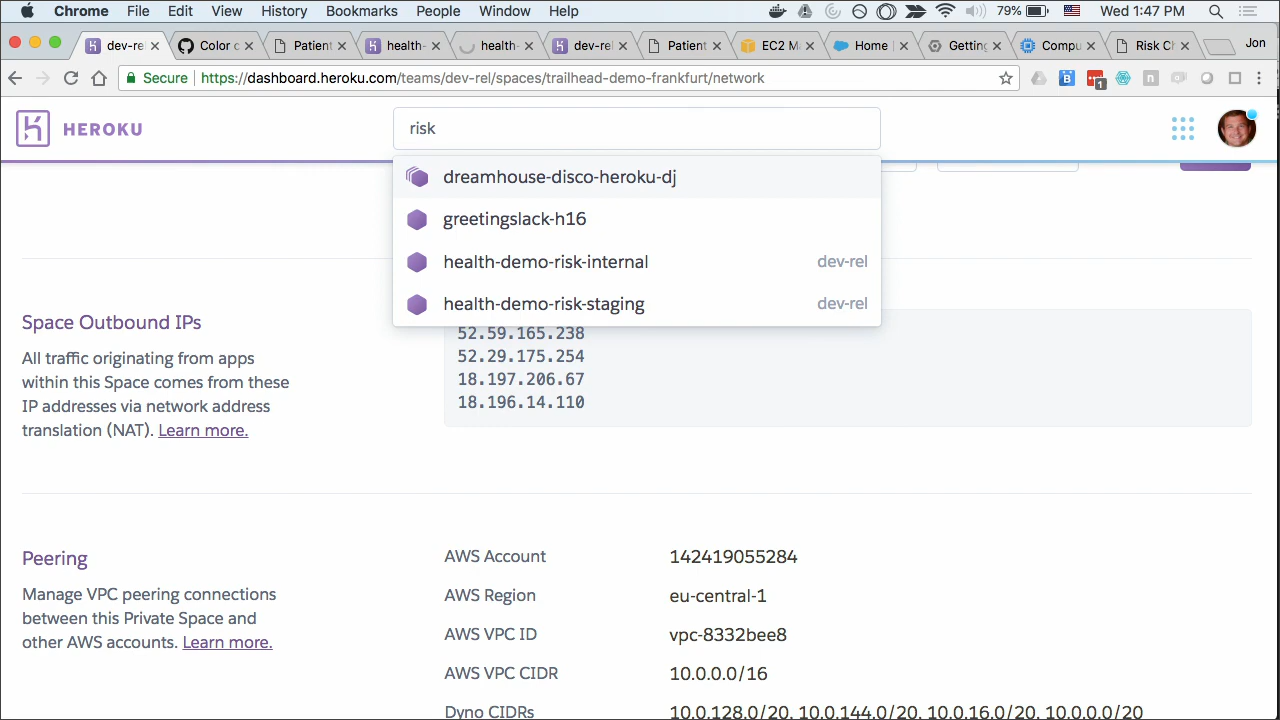 Chrome File Edit View History Bookmarks People Window Help 79% Wed 1:47 PM
dev-rel Color c Patient health- health- dev-rel Patient EC2 M Home Getting Compu Risk C Jon
Secure https://dashboard.heroku.com/teams/dev-rel/spaces/trailhead-demo-frankfurt/network
1
HEROKU
risk
dreamhouse-disco-heroku-dj
greetingslack-h16
health-demo-risk-internal dev-rel
health-demo-risk-staging dev-rel
Space Outbound IPs
All traffic originating from apps
within this Space comes from these
IP addresses via network address
translation (NAT). Learn more.
52.59.165.238
52.29.175.254
18.197.206.67
18.196.14.110
Peering
Manage VPC peering connections
between this Private Space and
other AWS accounts. Learn more.
AWS Account 142419055284
AWS Region eu-central-1
AWS VPC ID vpc-8332bee8
AWS VPC CIDR 10.0.0.0/16
Dyno CIDRs 10.0.128.0/20, 10.0.144.0/20, 10.0.16.0/20, 10.0.0.0/20